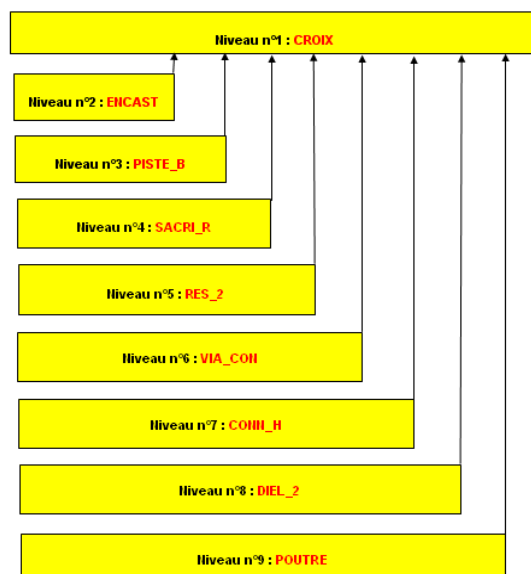 Niveau n°1 : CROIX
Niveau n°2 : ENCAST
Niveau n°3 : PISTE_B
Niveau n°4 : SACRI_R
Niveau n°5 : RES_2
Niveau n°6 : VIA_CON
Niveau n°7 : CONN_H
Niveau n°8 : DIEL_2
Niveau n°9 : POUTRE